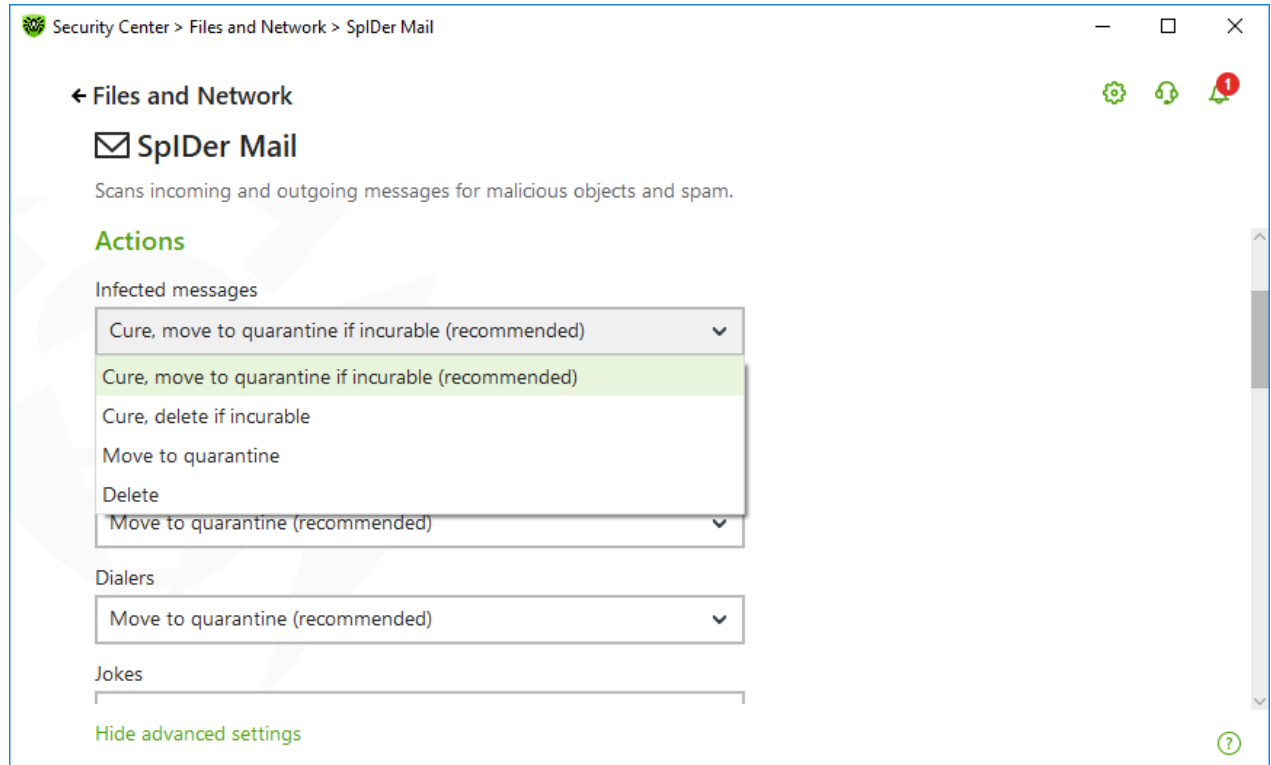 Security Center > Files and Network > SpIDer Mail
Files and Network
1
SpIDer Mail
Scans incoming and outgoing messages for malicious objects and spam.
Actions
Infected messages
Cure, move to quarantine if incurable (recommended)
Cure, move to quarantine if incurable (recommended)
Cure, delete if incurable
Move to quarantine
Delete
Move to quarantine (recommended)
Dialers
Move to quarantine (recommended)
Jokes
Hide advanced settings
?